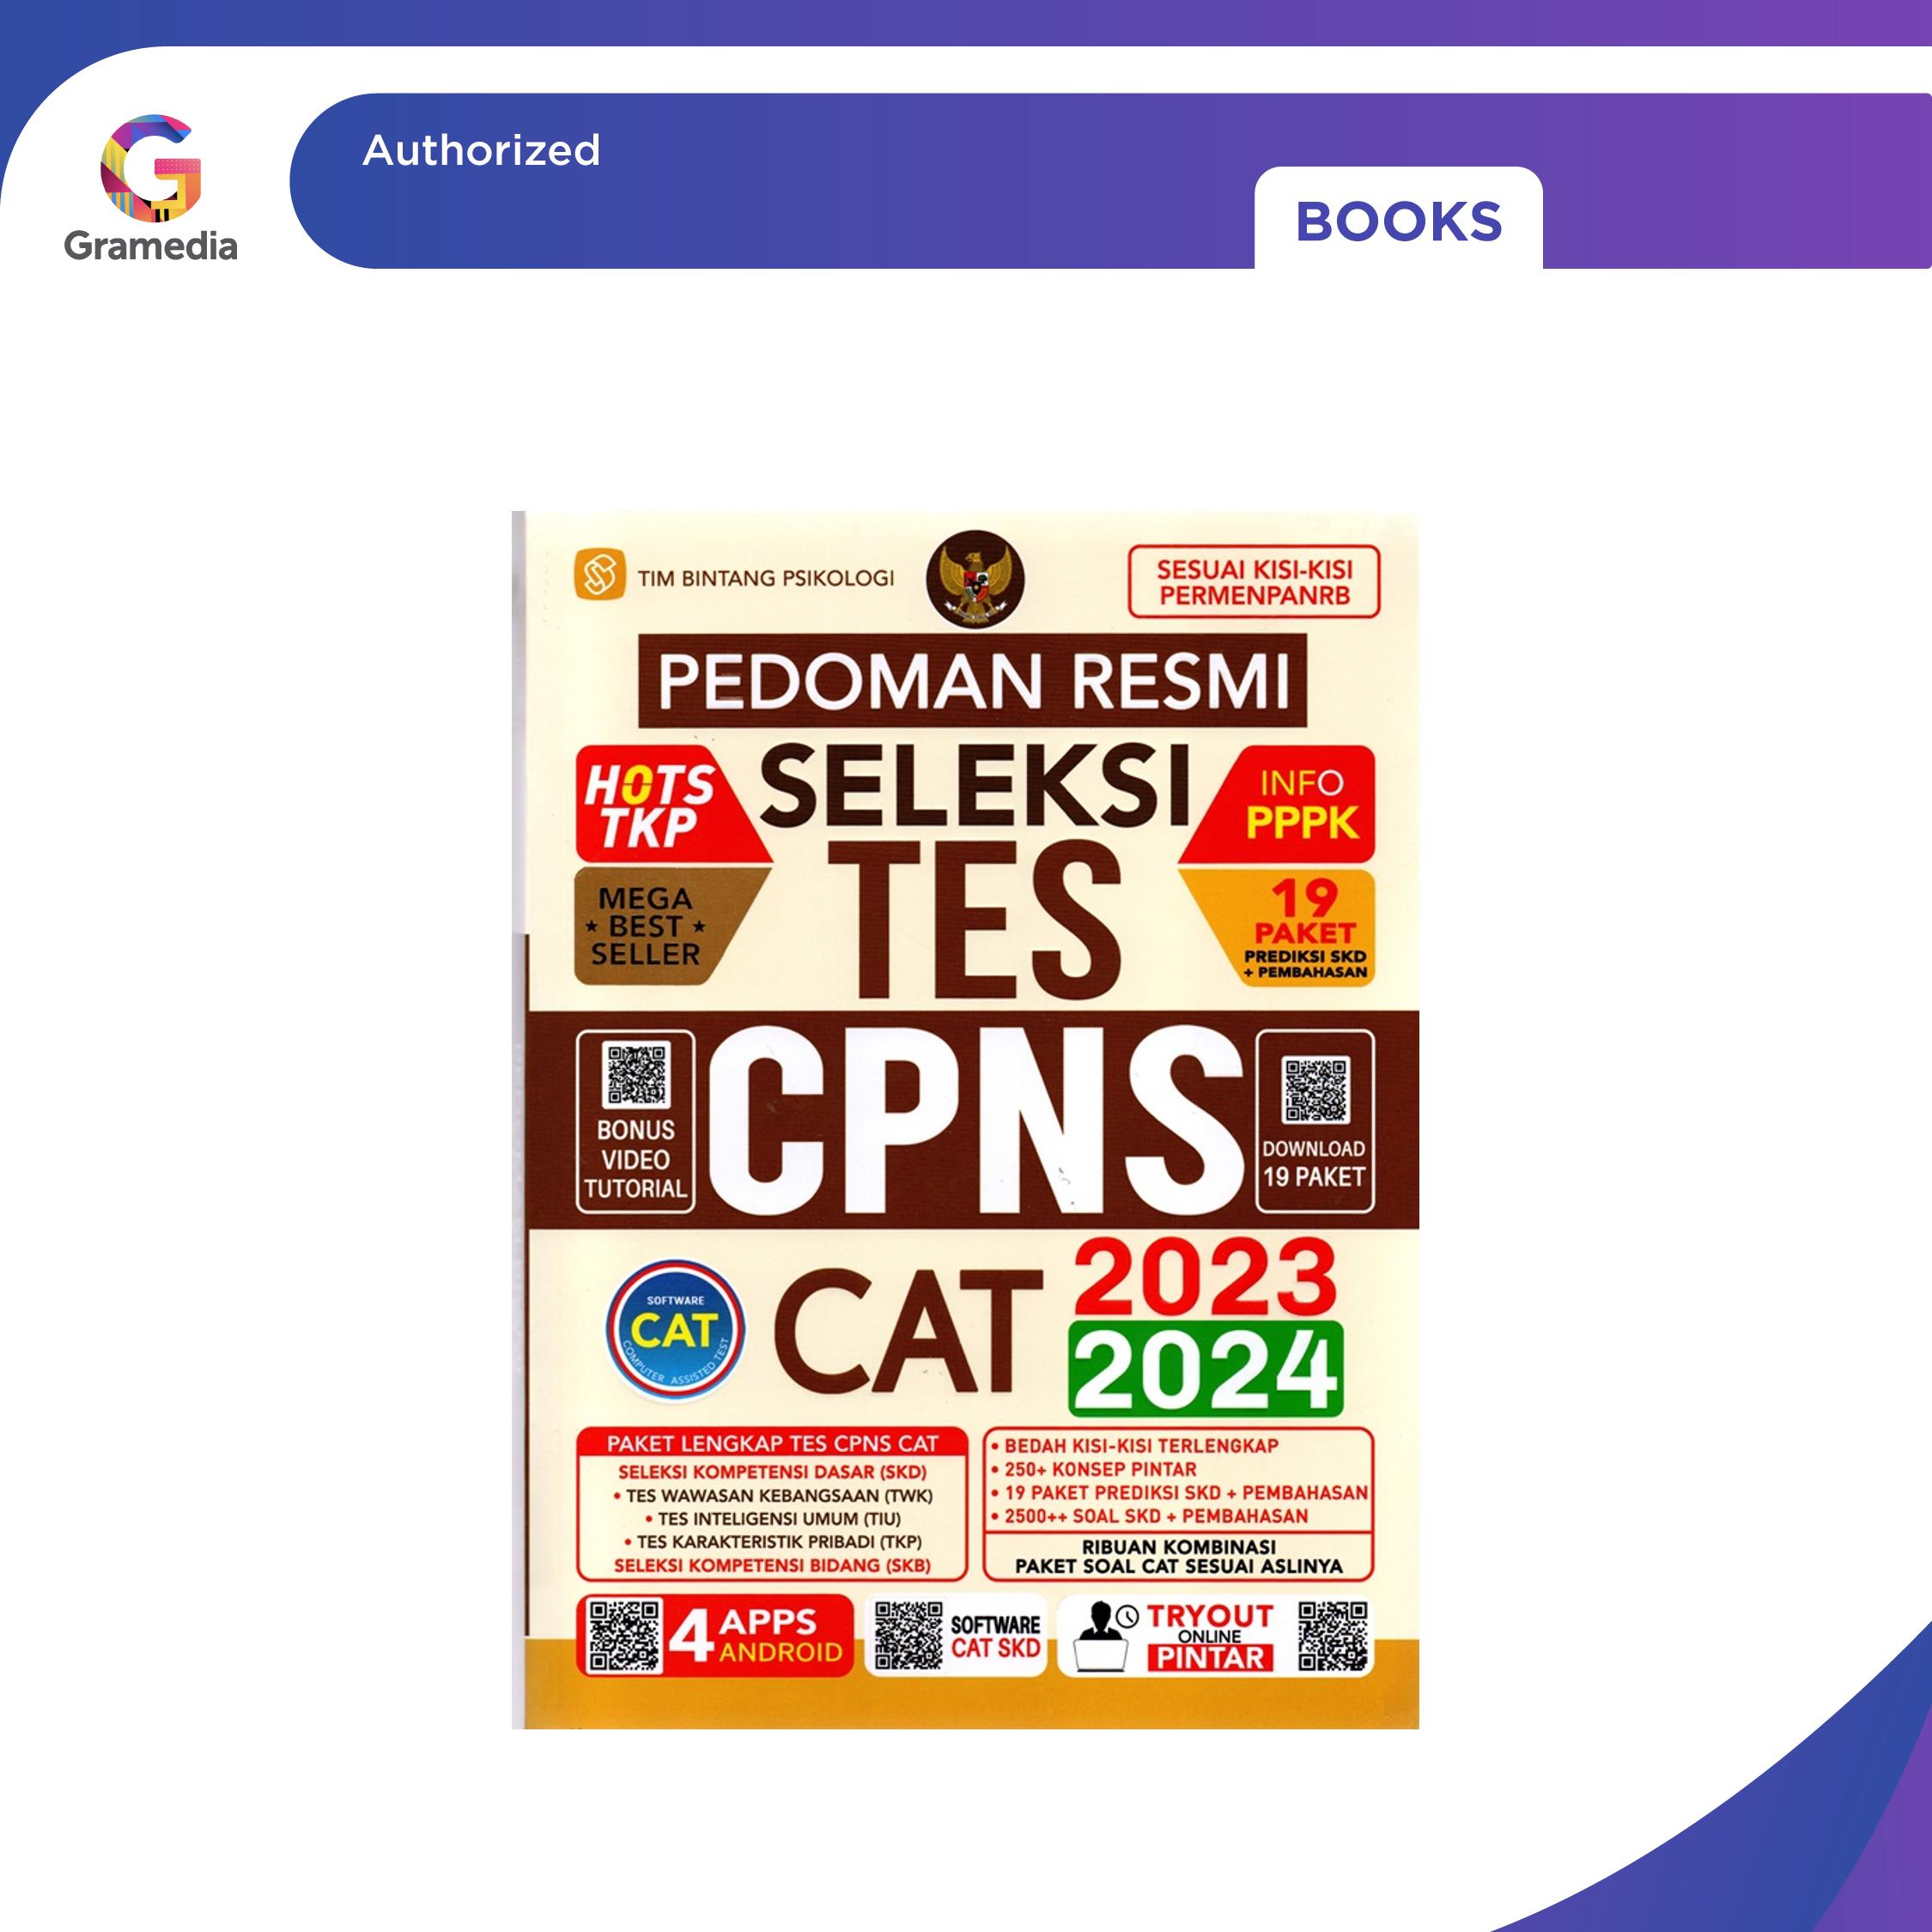 Gramedia
Authorized
BOOKS
TIM BINTANG PSIKOLOGI
SESUAI KISI-KISI
PERMENPANRB
PEDOMAN RESMI
HOTS
TKP
SELEKSI
INFO
PPPK
MEGA
BEST
SELLER
TES
19
PAKET
PREDIKSI SKD
+ PEMBAHASAN
BONUS
VIDEO
TUTORIAL
CPNS
DOWNLOAD
19 PAKET
SOFTWARE
CAT
COMPUTER ASSISTED TEST
CAT
2023
2024
PAKET LENGKAP TES CPNS CAT
SELEKSI KOMPETENSI DASAR (SKD)
• TES WAWASAN KEBANGSAAN (TWK)
• TES INTELIGENSI UMUM (TIU)
• TES KARAKTERISTIK PRIBADI (TKP)
SELEKSI KOMPETENSI BIDANG (SKB)
• BEDAH KISI-KISI TERLENGKAP
• 250+ KONSEP PINTAR
• 19 PAKET PREDIKSI SKD + PEMBAHASAN
• 2500++ SOAL SKD + PEMBAHASAN
RIBUAN KOMBINASI
PAKET SOAL CAT SESUAI ASLINYA
4 APPS
ANDROID
SOFTWARE
CAT SKD
TRYOUT
ONLINE
PINTAR